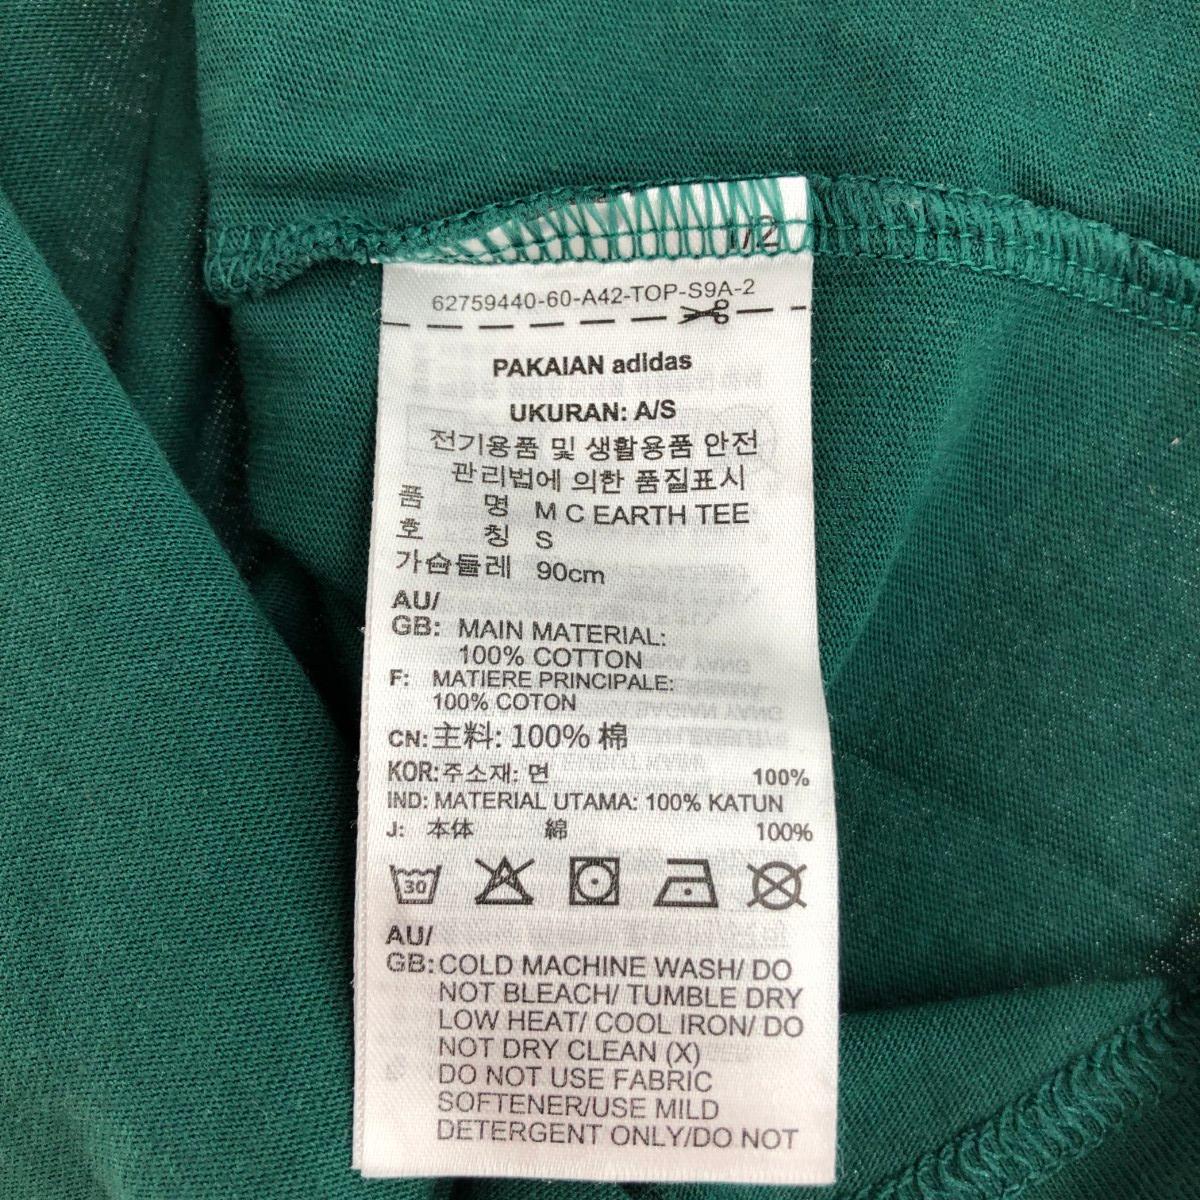 1/2
62759440-60-A42-TOP-S9A-2
PAKAIAN adidas
UKURAN: A/S
전기용품 및 생활용품 안전
관리법에 의한 품질표시
품 명 M C EARTH TEE
호 칭 S
가슴둘레 90cm
AU/
GB: MAIN MATERIAL:
100% COTTON
F: MATIERE PRINCIPALE:
100% COTON
CN: 主料: 100% 棉
KOR: 주소재: 면 100%
IND: MATERIAL UTAMA: 100% KATUN
J: 本体 綿 100%
30
AU/
GB: COLD MACHINE WASH/ DO
NOT BLEACH/ TUMBLE DRY
LOW HEAT/ COOL IRON/ DO
NOT DRY CLEAN (X)
DO NOT USE FABRIC
SOFTENER/USE MILD
DETERGENT ONLY/DO NOT